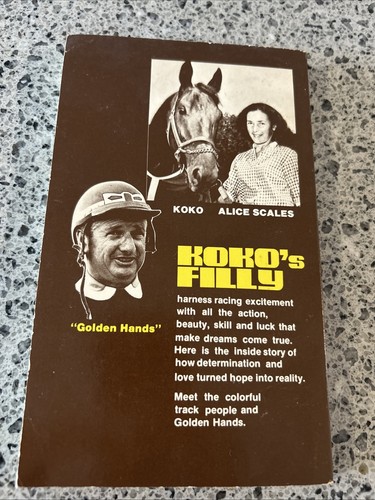 KOKO ALICE SCALES
"Golden Hands"
KOKO's
FILLY
harness racing excitement
with all the action,
beauty, skill and luck that
make dreams come true.
Here is the inside story of
how determination and
love turned hope into reality.
Meet the colorful
track people and
Golden Hands.